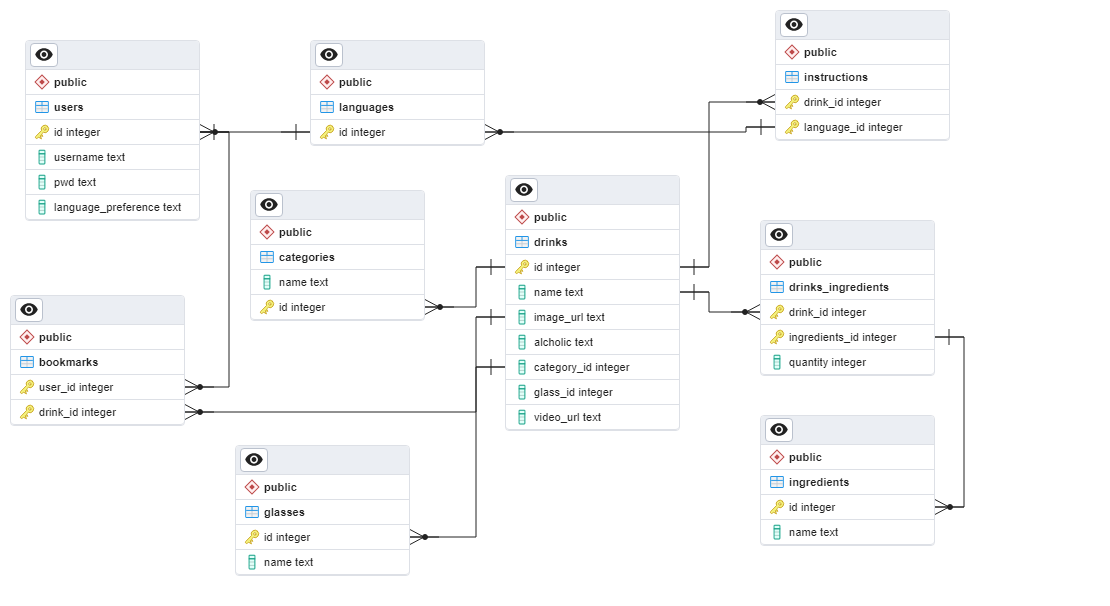 public
users
id integer
username text
pwd text
language_preference text
public
languages
id integer
public
instructions
drink_id integer
language_id integer
public
categories
name text
id integer
public
drinks
id integer
name text
image_url text
alcholic text
category_id integer
glass_id integer
video_url text
public
drinks_ingredients
drink_id integer
ingredients_id integer
quantity integer
public
bookmarks
user_id integer
drink_id integer
public
glasses
id integer
name text
public
ingredients
id integer
name text